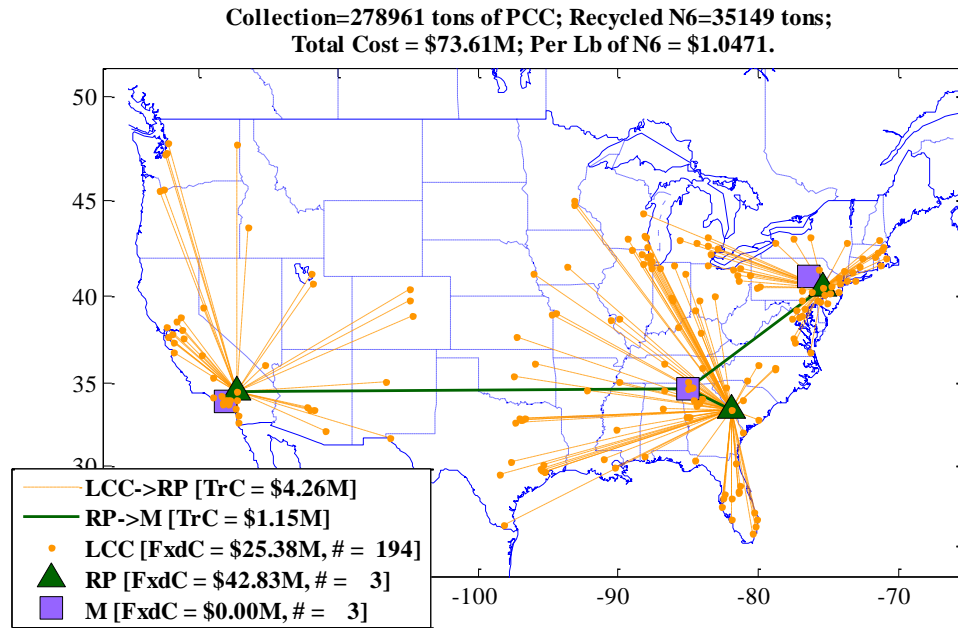 Collection=278961 tons of PCC; Recycled N6=35149 tons;
Total Cost = $73.61M; Per Lb of N6 = $1.0471.
50
45
40
35
30
LCC->RP [TrC = $4.26M]
RP->M [TrC = $1.15M]
LCC [FxdC = $25.38M, # = 194]
RP [FxdC = $42.83M, # = 3]
M [FxdC = $0.00M, # = 3]
-100
-90
-80
-70